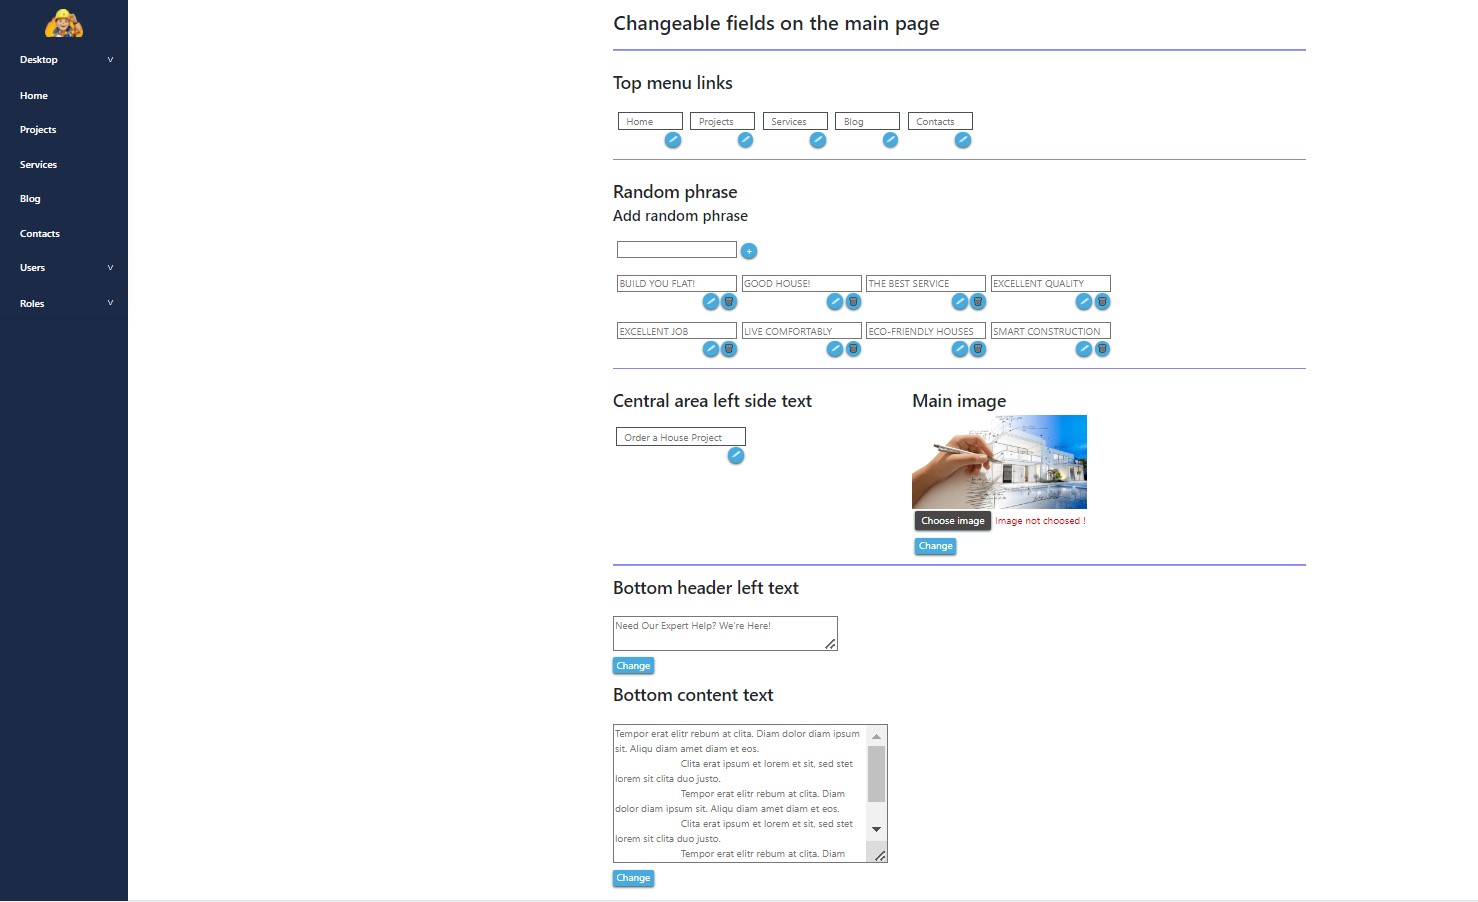 Desktop
Home
Projects
Services
Blog
Contacts
Users
Roles
Changeable fields on the main page
Top menu links
Home Projects Services Blog Contacts
Random phrase
Add random phrase
+
BUILD YOU FLAT! GOOD HOUSE! THE BEST SERVICE EXCELLENT QUALITY
EXCELLENT JOB LIVE COMFORTABLY ECO-FRIENDLY HOUSES SMART CONSTRUCTION
Central area left side text
Order a House Project
Main image
Choose image Image not choosed !
Change
Bottom header left text
Need Our Expert Help? We're Here!
Change
Bottom content text
Tempor erat elitr rebum at clita. Diam dolor diam ipsum
sit. Aliqu diam amet diam et eos.
Clita erat ipsum et lorem et sit, sed stet
lorem sit clita duo justo.
Tempor erat elitr rebum at clita. Diam
dolor diam ipsum sit. Aliqu diam amet diam et eos.
Clita erat ipsum et lorem et sit, sed stet
lorem sit clita duo justo.
Tempor erat elitr rebum at clita. Diam
Change